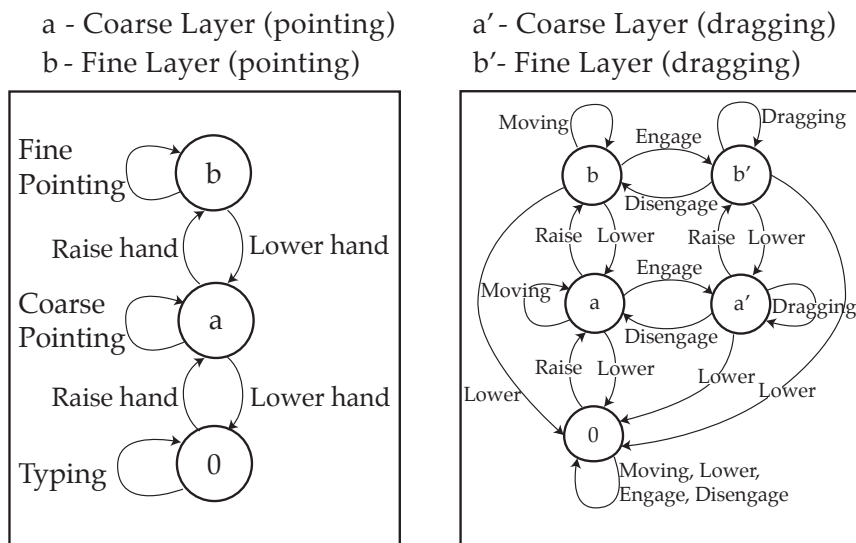 a - Coarse Layer (pointing)
b - Fine Layer (pointing)
Fine
Pointing
b
Raise hand
Lower hand
Coarse
Pointing
a
Raise hand
Lower hand
Typing
0
a' - Coarse Layer (dragging)
b'- Fine Layer (dragging)
Moving
Engage
Dragging
b
b'
Disengage
Raise
Lower
Raise
Lower
Engage
Moving
a
a'
Dragging
Disengage
Raise
Lower
Lower
Lower
Lower
0
Moving, Lower,
Engage, Disengage